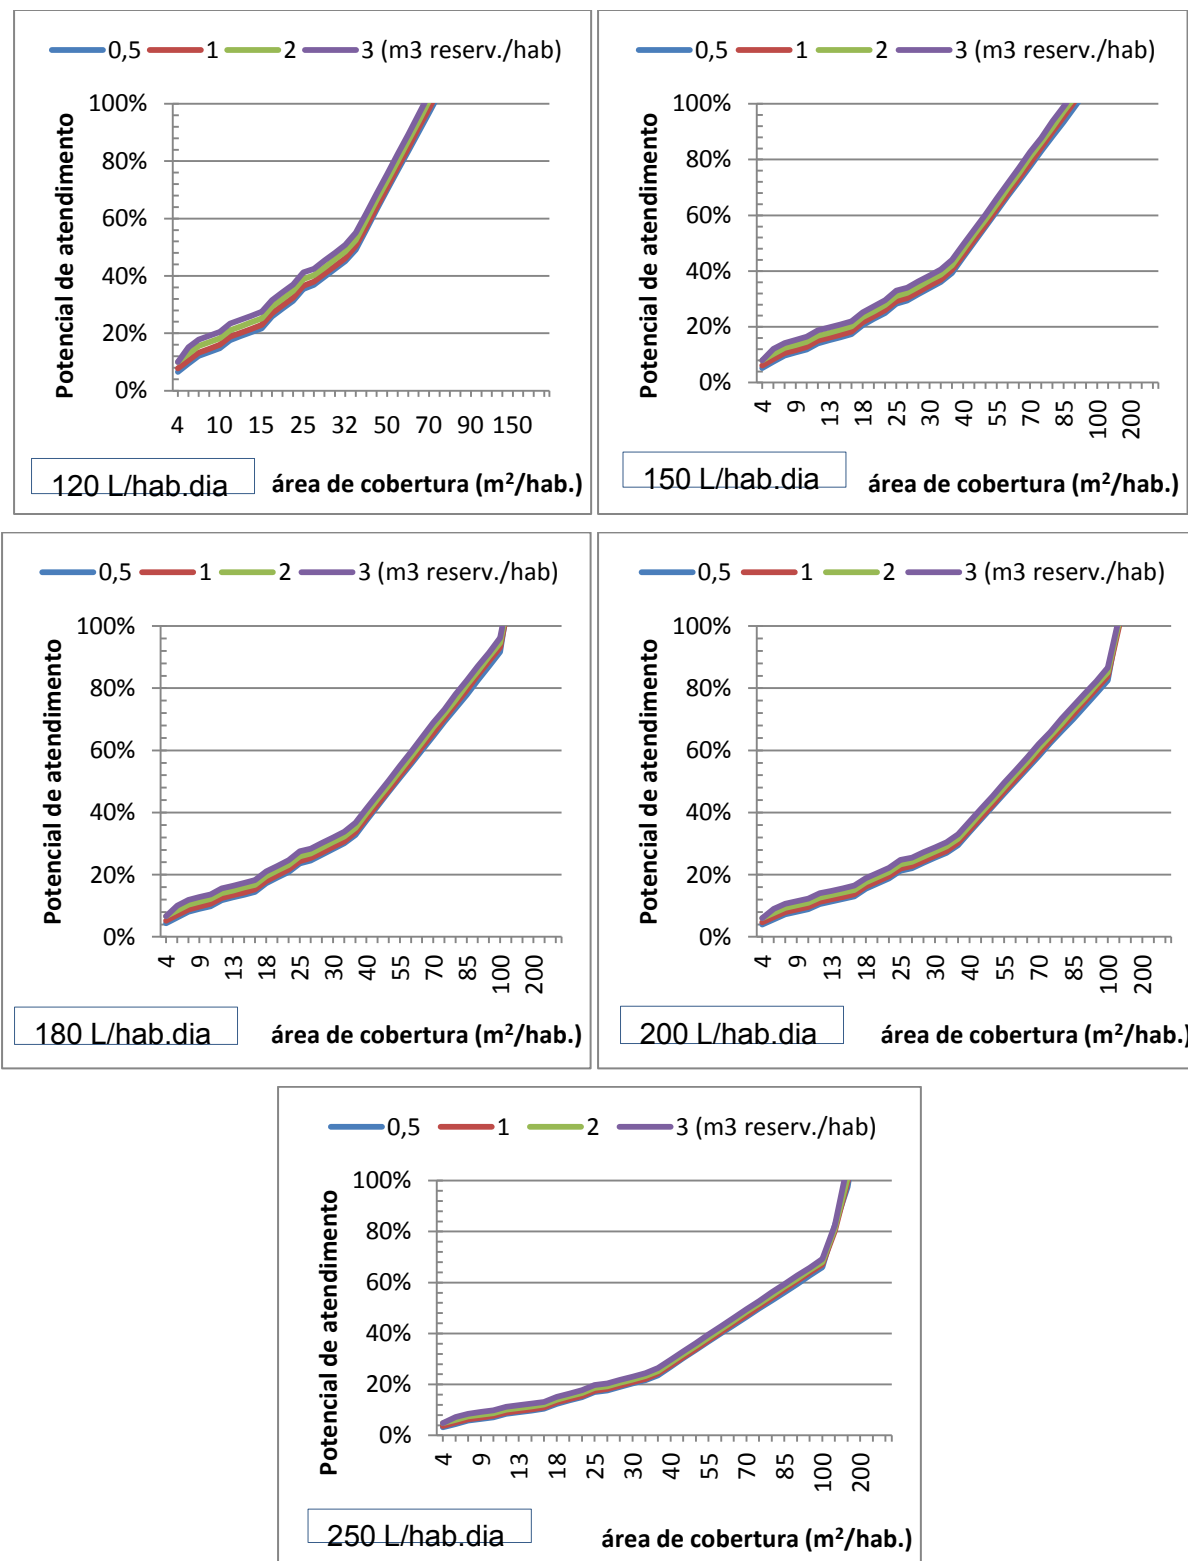 0,5 1 2 3 (m3 reserv./hab)
Potencial de atendimento
100%
80%
60%
40%
20%
0%
4 10 15 25 32 50 70 90 150
120 L/hab.dia
área de cobertura (m²/hab.)
0,5 1 2 3 (m3 reserv./hab)
Potencial de atendimento
100%
80%
60%
40%
20%
0%
4 9 13 18 25 30 40 55 70 85 100 200
150 L/hab.dia
área de cobertura (m²/hab.)
0,5 1 2 3 (m3 reserv./hab)
Potencial de atendimento
100%
80%
60%
40%
20%
0%
4 9 13 18 25 30 40 55 70 85 100 200
180 L/hab.dia
área de cobertura (m²/hab.)
0,5 1 2 3 (m3 reserv./hab)
Potencial de atendimento
100%
80%
60%
40%
20%
0%
4 9 13 18 25 30 40 55 70 85 100 200
200 L/hab.dia
área de cobertura (m²/hab.)
0,5 1 2 3 (m3 reserv./hab)
Potencial de atendimento
100%
80%
60%
40%
20%
0%
4 9 13 18 25 30 40 55 70 85 100 200
250 L/hab.dia
área de cobertura (m²/hab.)